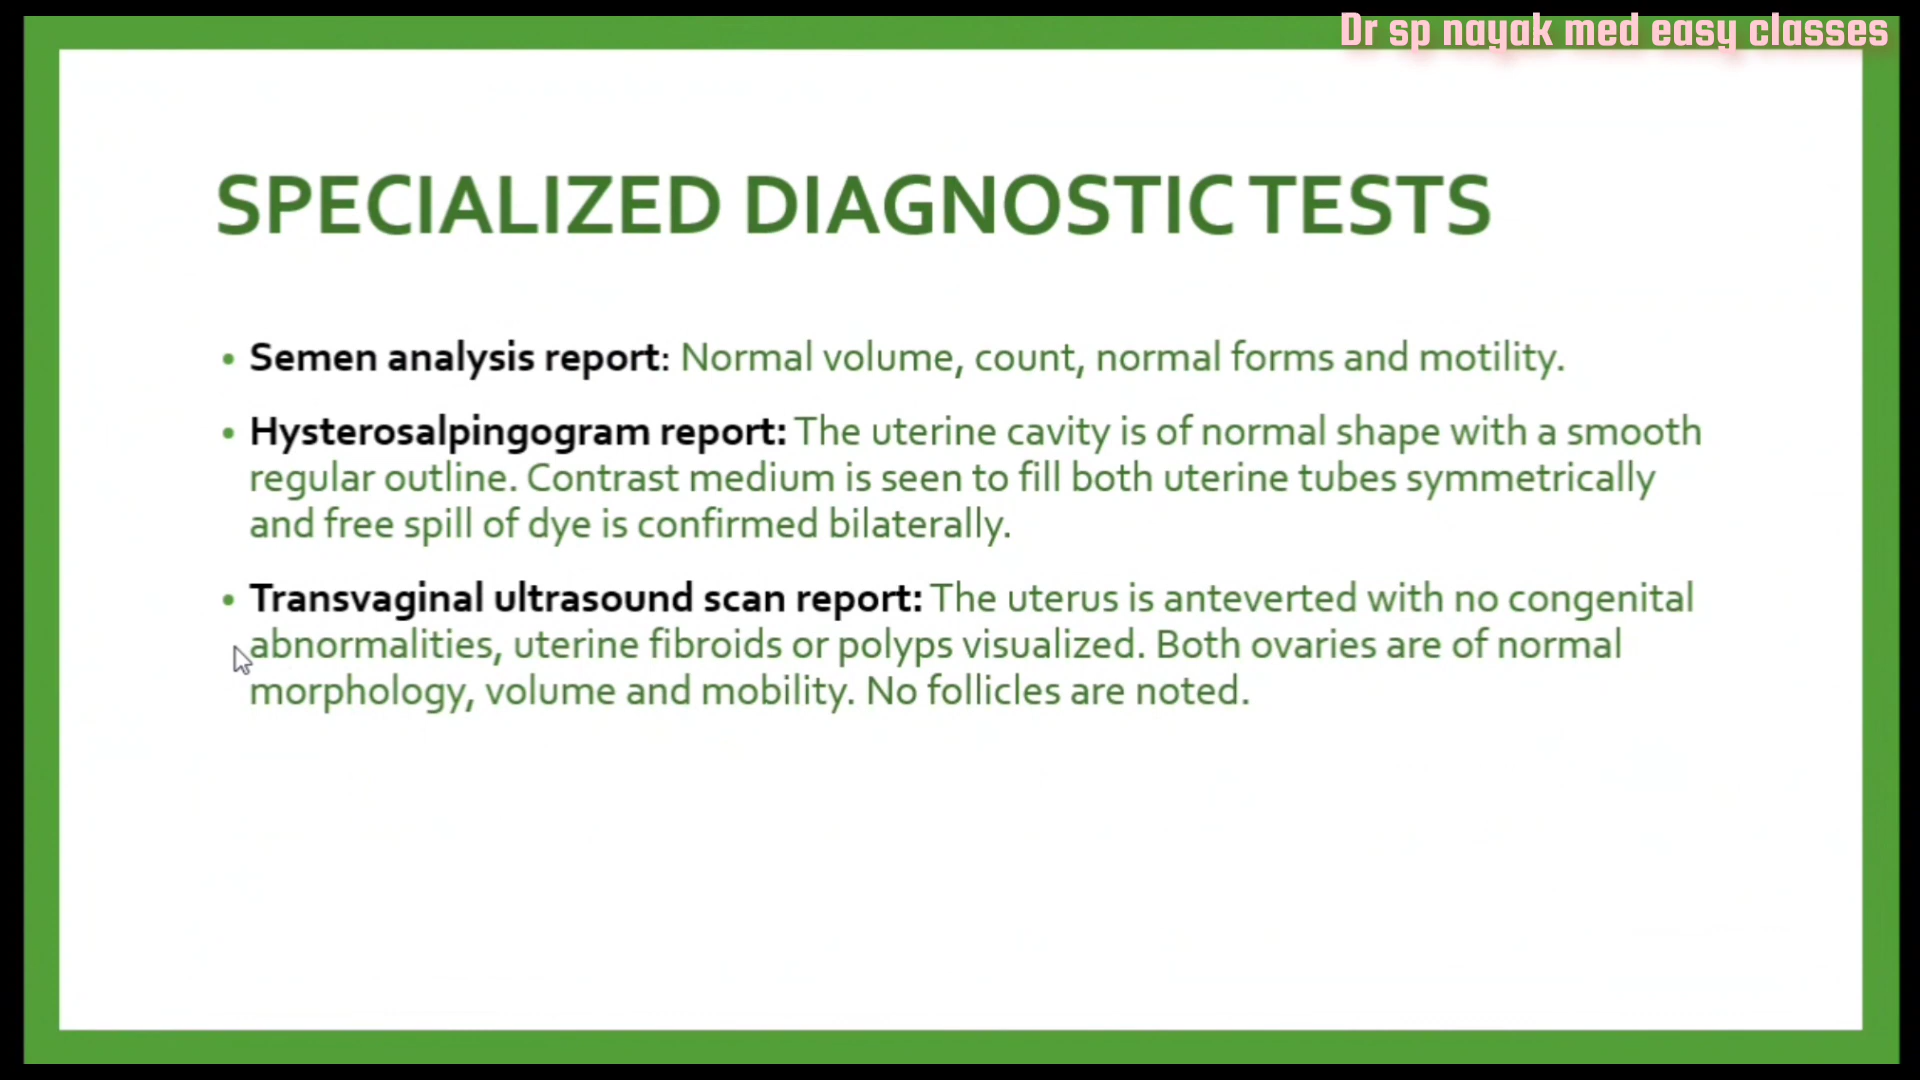 Dr sp nayak med easy classes
SPECIALIZED DIAGNOSTIC TESTS
• Semen analysis report: Normal volume, count, normal forms and motility.
• Hysterosalpingogram report: The uterine cavity is of normal shape with a smooth
regular outline. Contrast medium is seen to fill both uterine tubes symmetrically
and free spill of dye is confirmed bilaterally.
• Transvaginal ultrasound scan report: The uterus is anteverted with no congenital
abnormalities, uterine fibroids or polyps visualized. Both ovaries are of normal
morphology, volume and mobility. No follicles are noted.